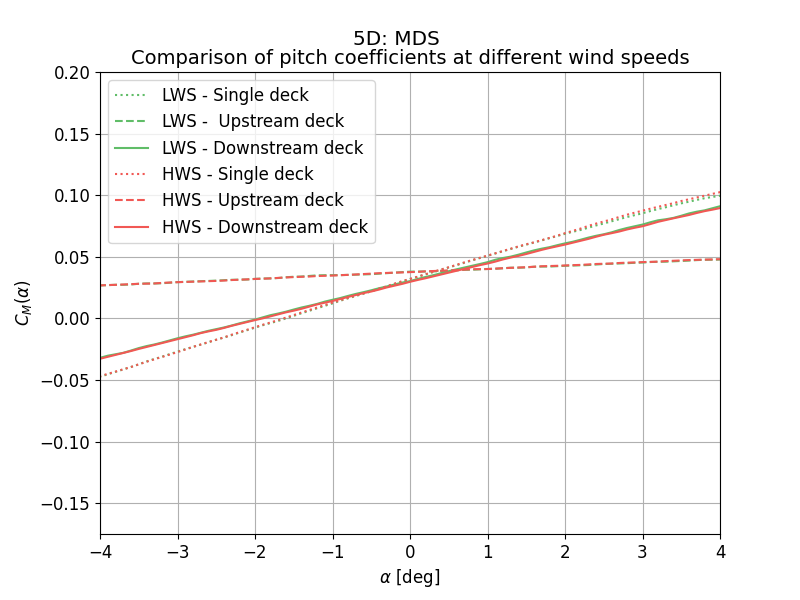 5D: MDS
Comparison of pitch coefficients at different wind speeds
0.20
0.15
0.10
0.05
0.00
−0.05
−0.10
−0.15
LWS - Single deck
LWS -  Upstream deck
LWS - Downstream deck
HWS - Single deck
HWS - Upstream deck
HWS - Downstream deck
C_M(α)
−4 −3 −2 −1 0 1 2 3 4
α [deg]